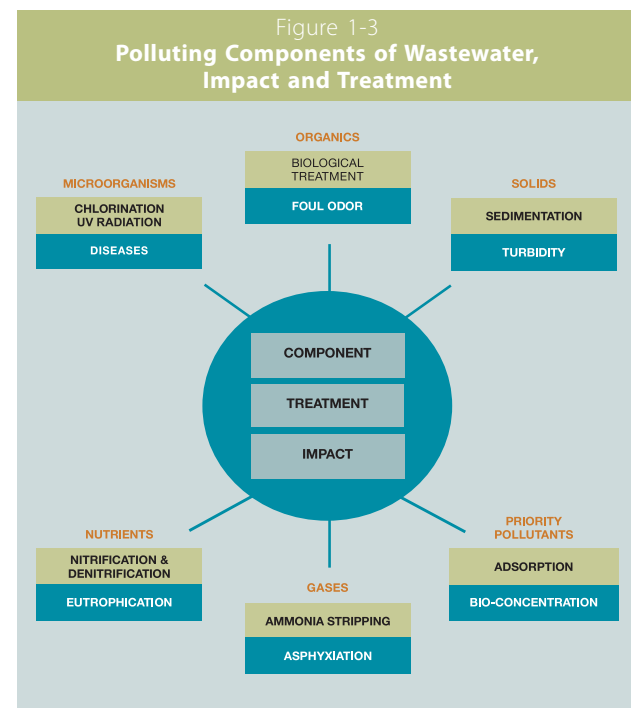 Figure 1-3
Polluting Components of Wastewater,
Impact and Treatment
ORGANICS
BIOLOGICAL
TREATMENT
FOUL ODOR
MICROORGANISMS
CHLORINATION
UV RADIATION
DISEASES
SOLIDS
SEDIMENTATION
TURBIDITY
COMPONENT
TREATMENT
IMPACT
NUTRIENTS
NITRIFICATION &
DENITRIFICATION
EUTROPHICATION
GASES
AMMONIA STRIPPING
ASPHYXIATION
PRIORITY
POLLUTANTS
ADSORPTION
BIO-CONCENTRATION